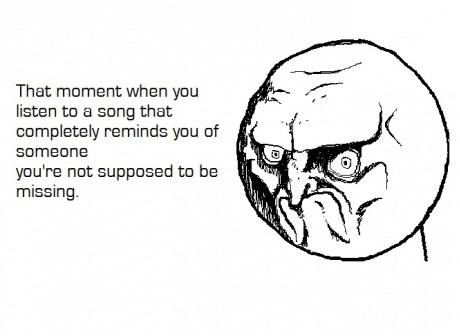 That moment when you
listen to a song that
completely reminds you of
someone
you're not supposed to be
missing.